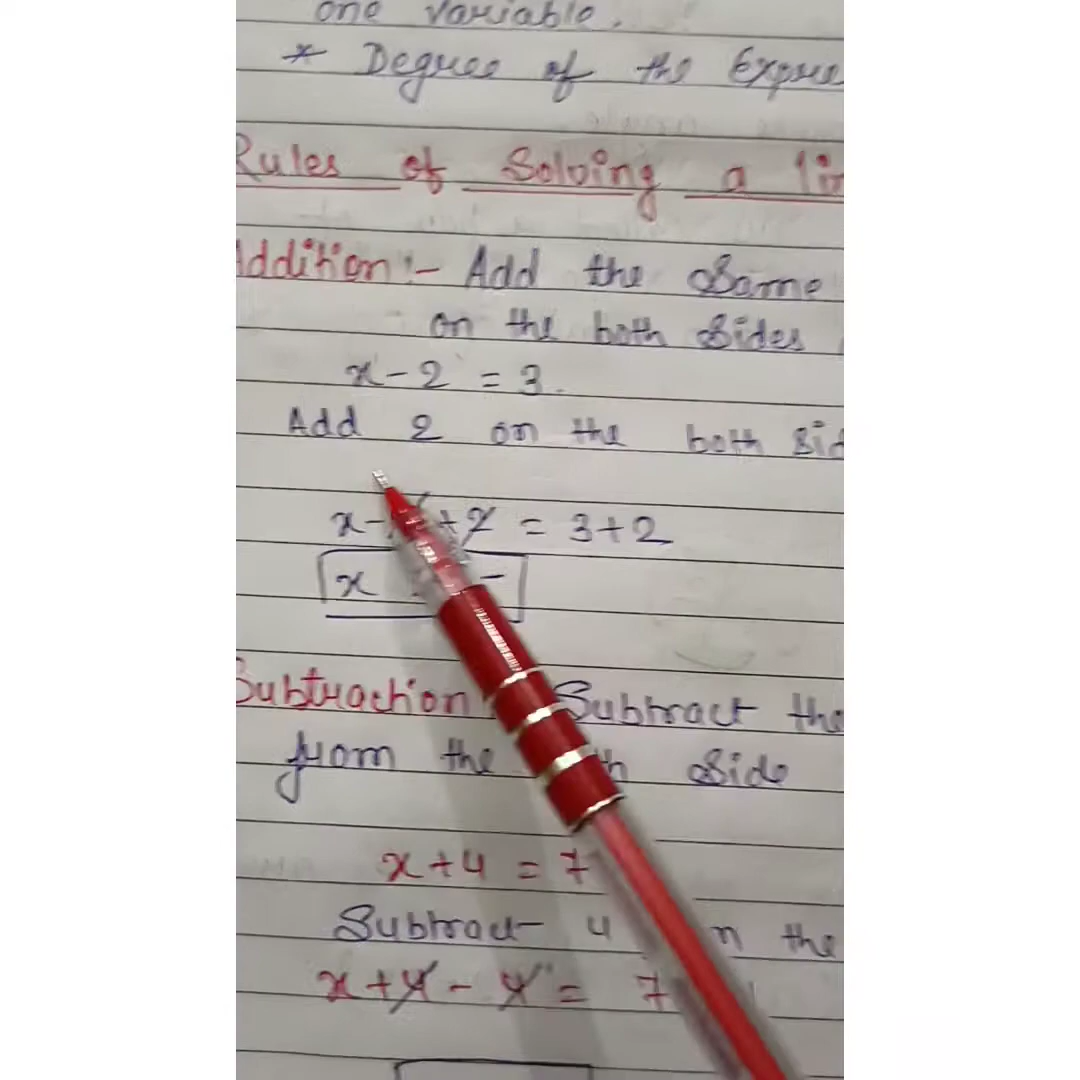 one variable.
* Degree of the Expre
Rules of Solving a lin
Addition :- Add the Same
on the both Sides
x - 2 = 3.
Add 2 on the both Sid
x - 2 + 2 = 3 + 2
x
Subtraction Subtract the
from the Side
x + 4 = 7
Subtract 4 the
x + 4 - 4 = 7